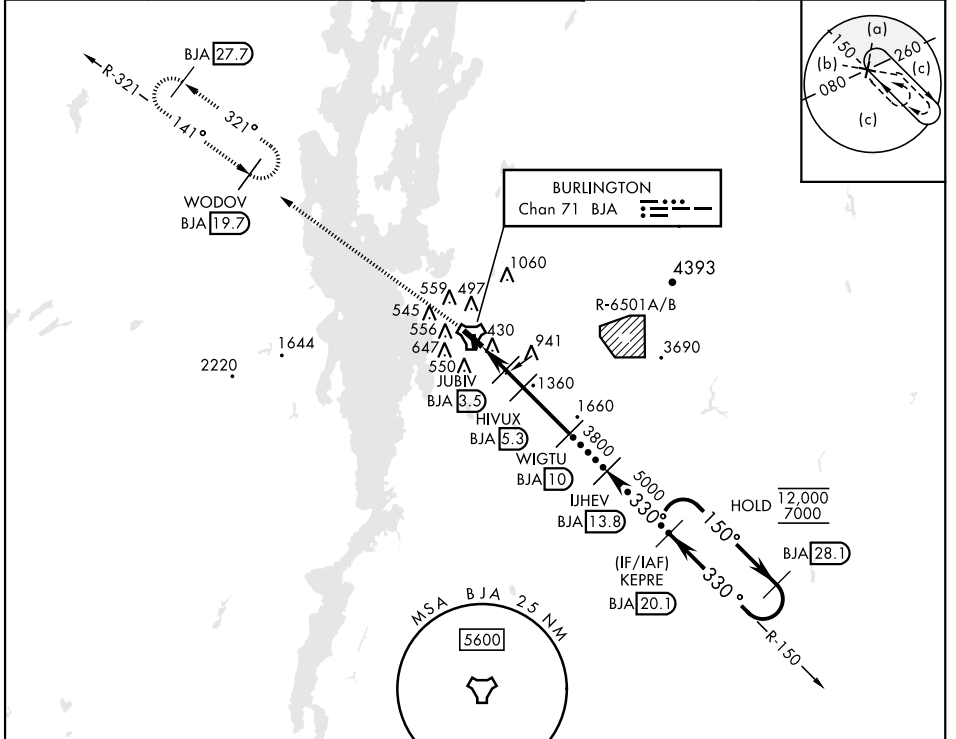 BJA 27.7
R-321
321°
141°
WODOV
BJA 19.7
(a)
150
260
(b)
(c)
080
(c)
BURLINGTON
Chan 71 BJA
1060
4393
559
497
545
R-6501A/B
556
430
941
647
3690
1644
2220
550
JUBIV
BJA 3.5
1360
HIVUX
BJA 5.3
1660
WIGTU
BJA 10
3800
IJHEV
BJA 13.8
5000
330°
HOLD 12,000
7000
150°
BJA 28.1
(IF/IAF)
KEPRE
BJA 20.1
330°
R-150
MSA BJA 25 NM
5600